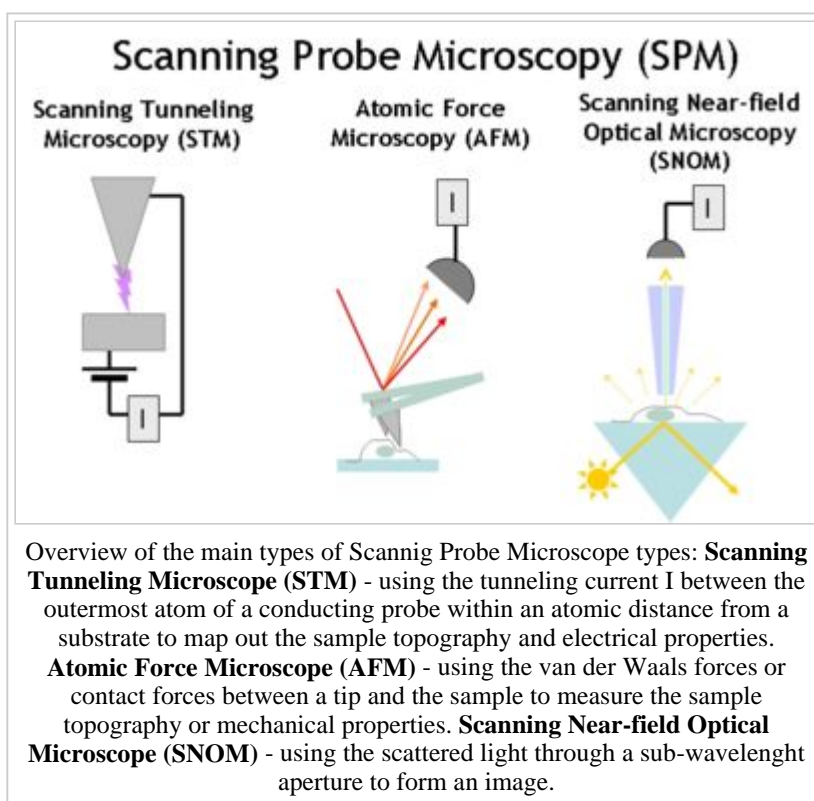 Scanning Probe Microscopy (SPM)
Scanning Tunneling
Microscopy (STM)
Atomic Force
Microscopy (AFM)
Scanning Near-field
Optical Microscopy
(SNOM)
I
I
I
Overview of the main types of Scannig Probe Microscope types: Scanning
Tunneling Microscope (STM) - using the tunneling current I between the
outermost atom of a conducting probe within an atomic distance from a
substrate to map out the sample topography and electrical properties.
Atomic Force Microscope (AFM) - using the van der Waals forces or
contact forces between a tip and the sample to measure the sample
topography or mechanical properties. Scanning Near-field Optical
Microscope (SNOM) - using the scattered light through a sub-wavelenght
aperture to form an image.